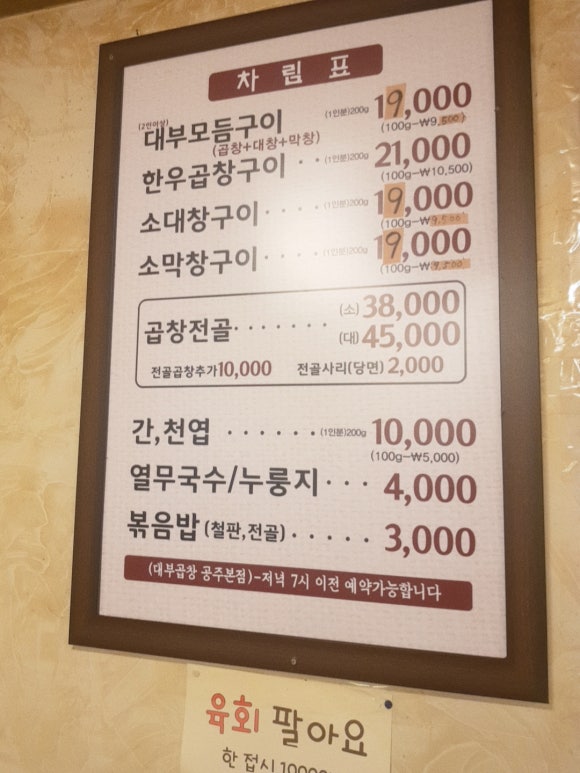 차 림 표
(2인이상)
대부모듬구이 (1인분)200g 19,000
(곱창+대창+막창) (100g-₩9,500)
한우곱창구이 · · (1인분)200g 21,000
(100g-₩10,500)
소대창구이 · · · · (1인분)200g 19,000
(100g-₩9,500)
소막창구이 · · · · (1인분)200g 19,000
(100g-₩9,500)
곱창전골 · · · · · · · (소) 38,000
(대) 45,000
전골곱창추가 10,000 전골사리(당면) 2,000
간,천엽 · · · · · · (1인분)200g 10,000
(100g-₩5,000)
열무국수/누룽지 · · · 4,000
볶음밥 (철판,전골) · · · · · 3,000
(대부곱창 공주본점)-저녁 7시 이전 예약가능합니다
육회 팔아요
한 접시